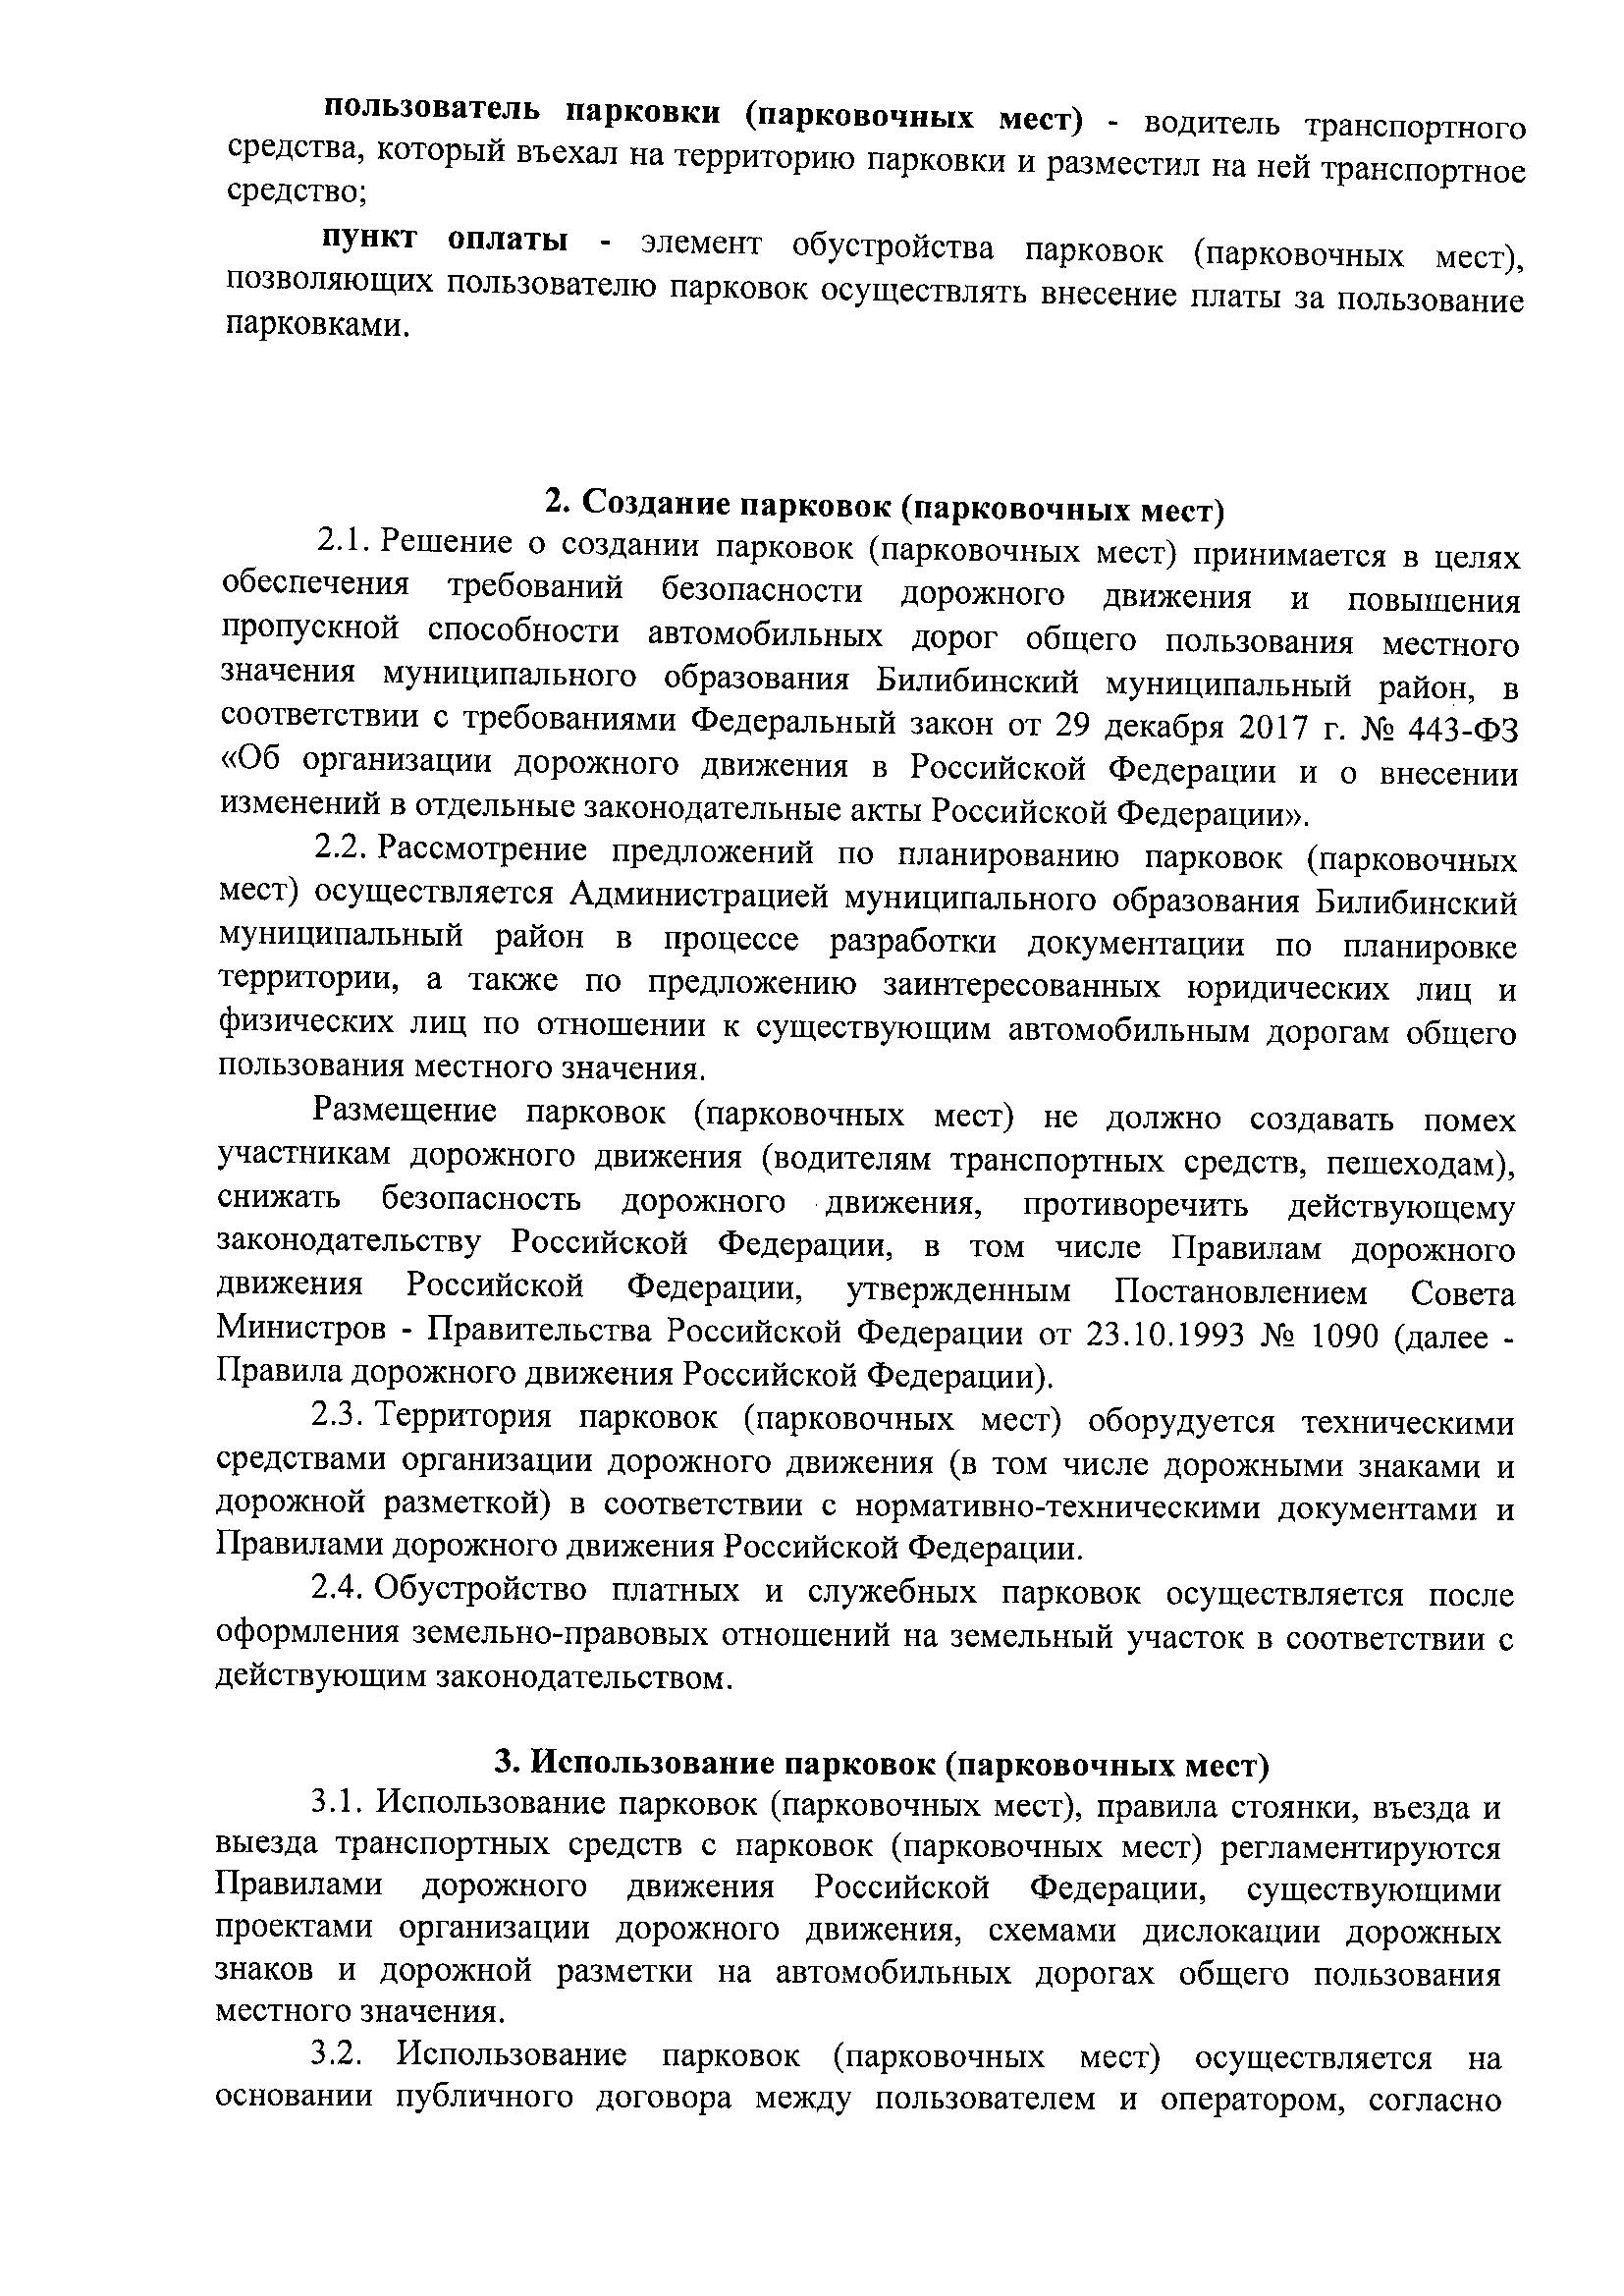 пользователь парковки (парковочных мест) - водитель транспортного
средства, который въехал на территорию парковки и разместил на ней транспортное
средство;
пункт оплаты - элемент обустройства парковок (парковочных мест),
позволяющих пользователю парковок осуществлять внесение платы за пользование
парковками.
2. Создание парковок (парковочных мест)
2.1. Решение о создании парковок (парковочных мест) принимается в целях
обеспечения требований безопасности дорожного движения и повышения
пропускной способности автомобильных дорог общего пользования местного
значения муниципального образования Билибинский муниципальный район, в
соответствии с требованиями Федеральный закон от 29 декабря 2017 г. № 443-ФЗ
«Об организации дорожного движения в Российской Федерации и о внесении
изменений в отдельные законодательные акты Российской Федерации».
2.2. Рассмотрение предложений по планированию парковок (парковочных
мест) осуществляется Администрацией муниципального образования Билибинский
муниципальный район в процессе разработки документации по планировке
территории, а также по предложению заинтересованных юридических лиц и
физических лиц по отношении к существующим автомобильным дорогам общего
пользования местного значения.
Размещение парковок (парковочных мест) не должно создавать помех
участникам дорожного движения (водителям транспортных средств, пешеходам),
снижать безопасность дорожного движения, противоречить действующему
законодательству Российской Федерации, в том числе Правилам дорожного
движения Российской Федерации, утвержденным Постановлением Совета
Министров - Правительства Российской Федерации от 23.10.1993 № 1090 (далее -
Правила дорожного движения Российской Федерации).
2.3. Территория парковок (парковочных мест) оборудуется техническими
средствами организации дорожного движения (в том числе дорожными знаками и
дорожной разметкой) в соответствии с нормативно-техническими документами и
Правилами дорожного движения Российской Федерации.
2.4. Обустройство платных и служебных парковок осуществляется после
оформления земельно-правовых отношений на земельный участок в соответствии с
действующим законодательством.
3. Использование парковок (парковочных мест)
3.1. Использование парковок (парковочных мест), правила стоянки, въезда и
выезда транспортных средств с парковок (парковочных мест) регламентируются
Правилами дорожного движения Российской Федерации, существующими
проектами организации дорожного движения, схемами дислокации дорожных
знаков и дорожной разметки на автомобильных дорогах общего пользования
местного значения.
3.2. Использование парковок (парковочных мест) осуществляется на
основании публичного договора между пользователем и оператором, согласно